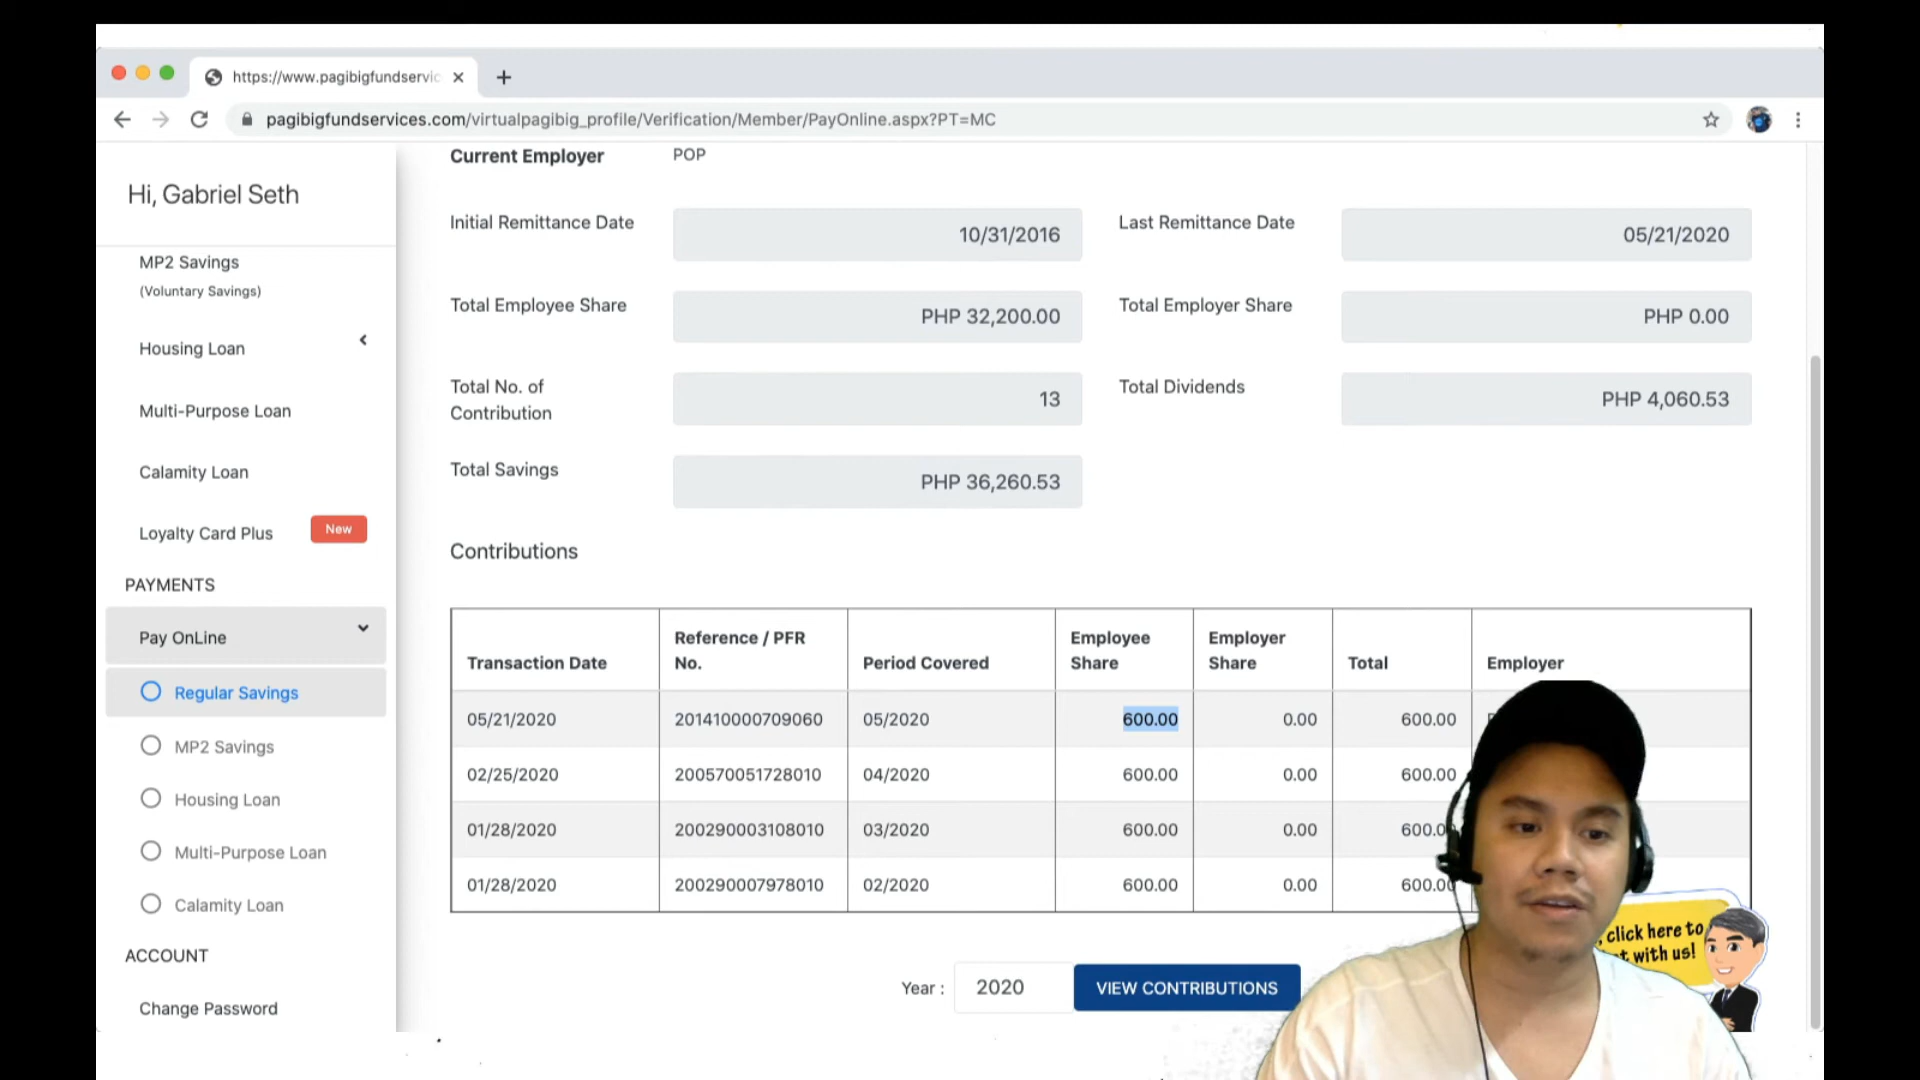 https://www.pagibigfundservic
pagibigfundservices.com/virtualpagibig_profile/Verification/Member/PayOnline.aspx?PT=MC
Hi, Gabriel Seth
MP2 Savings
(Voluntary Savings)
Housing Loan
Multi-Purpose Loan
Calamity Loan
Loyalty Card Plus New
PAYMENTS
Pay OnLine
Regular Savings
MP2 Savings
Housing Loan
Multi-Purpose Loan
Calamity Loan
ACCOUNT
Change Password
Current Employer POP
Initial Remittance Date 10/31/2016 Last Remittance Date 05/21/2020
Total Employee Share PHP 32,200.00 Total Employer Share PHP 0.00
Total No. of
Contribution 13 Total Dividends PHP 4,060.53
Total Savings PHP 36,260.53
Contributions
Transaction Date Reference / PFR No. Period Covered Employee Share Employer Share Total Employer
05/21/2020 201410000709060 05/2020 600.00 0.00 600.00
02/25/2020 200570051728010 04/2020 600.00 0.00 600.00
01/28/2020 200290003108010 03/2020 600.00 0.00 600.0
01/28/2020 200290007978010 02/2020 600.00 0.00 600.00
Year : 2020 VIEW CONTRIBUTIONS
click here to
with us!